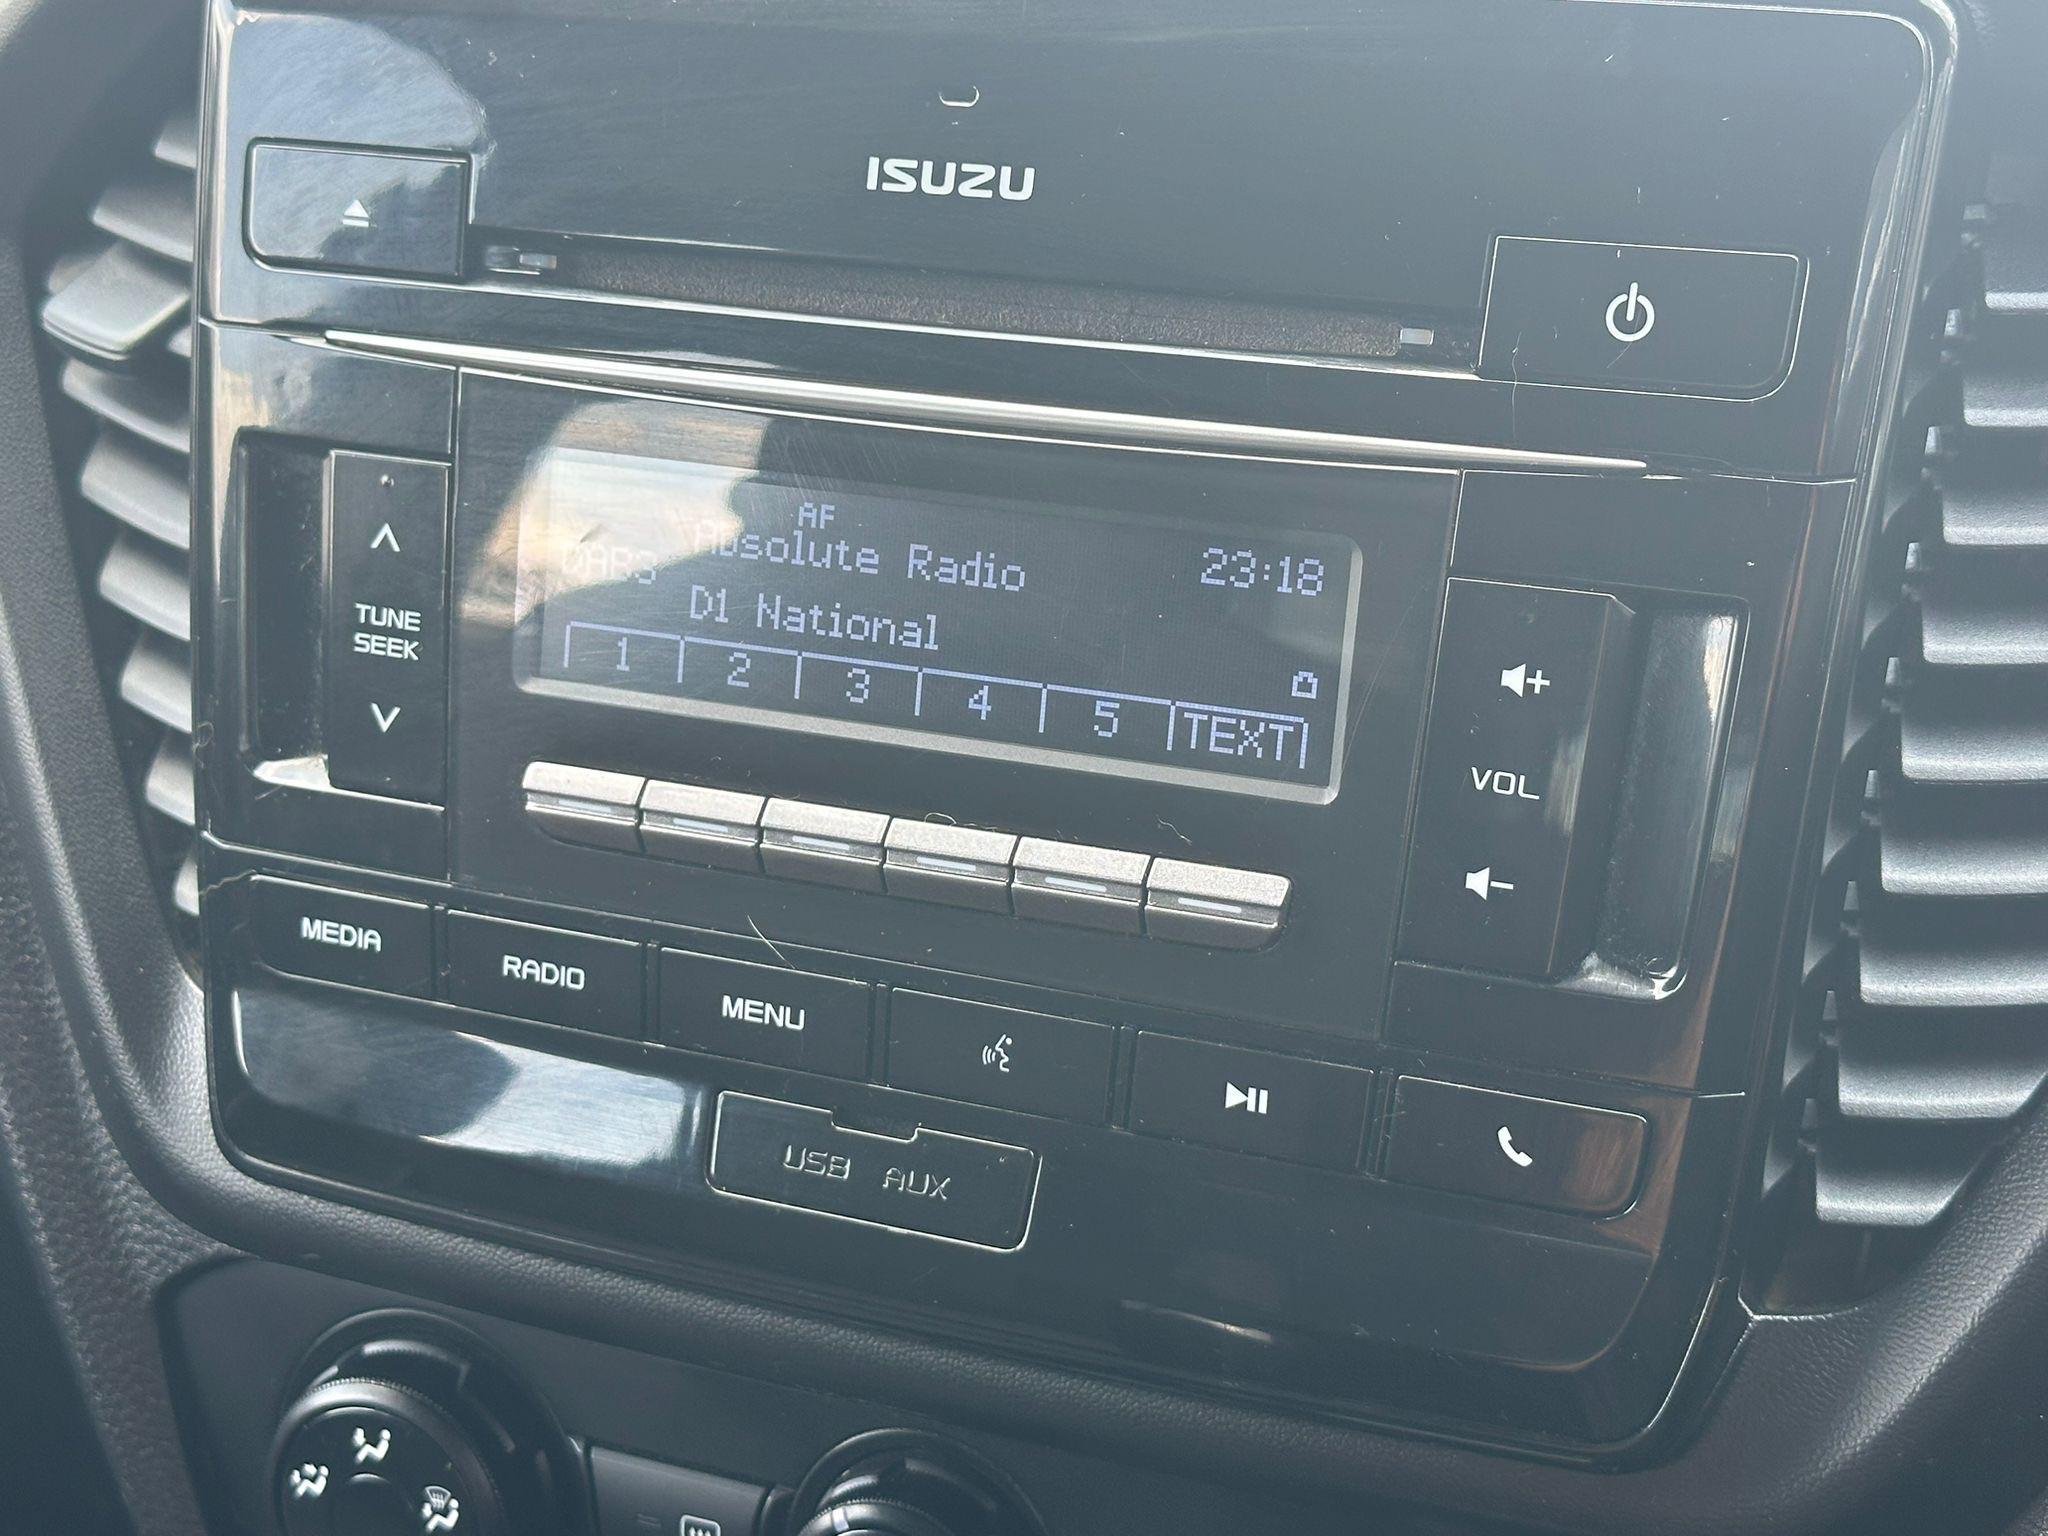 ISUZU
AF
DAB3 Absolute Radio 23:18
D1 National
1 2 3 4 5 TEXT
TUNE
SEEK
VOL
MEDIA RADIO MENU
USB AUX